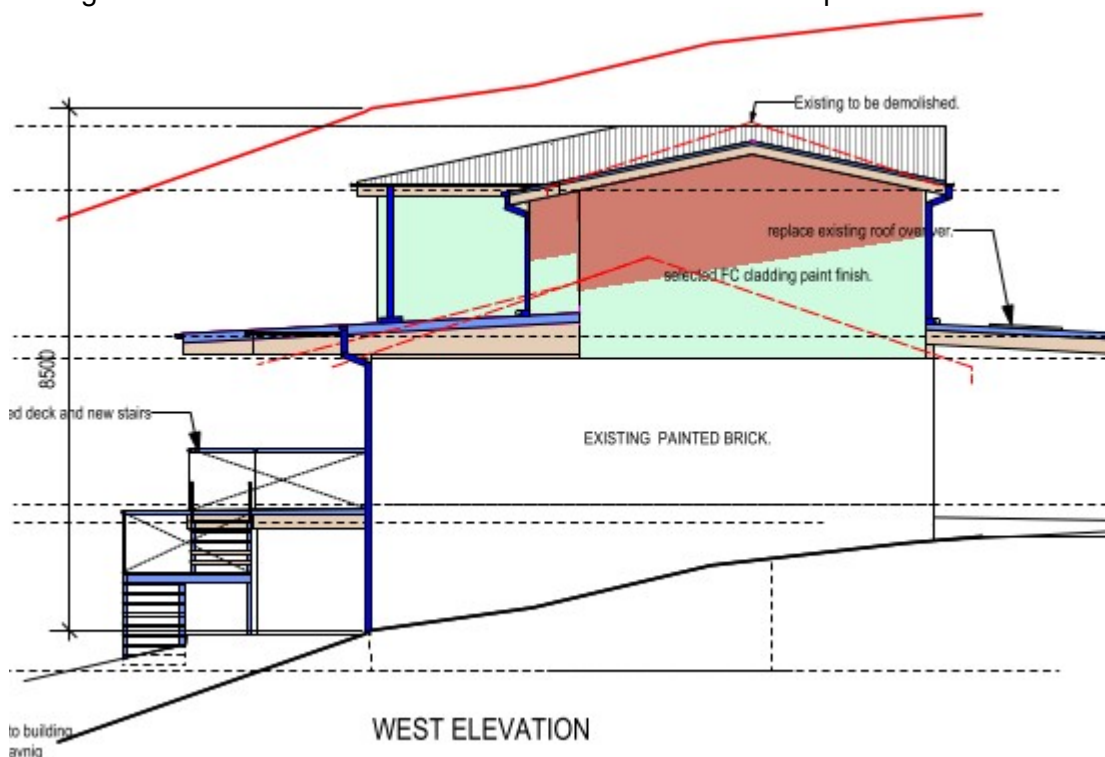 Existing to be demolished.
replace existing roof over ver.
selected FC cladding paint finish.
8500
ed deck and new stairs
EXISTING PAINTED BRICK.
WEST ELEVATION
to building
avnig